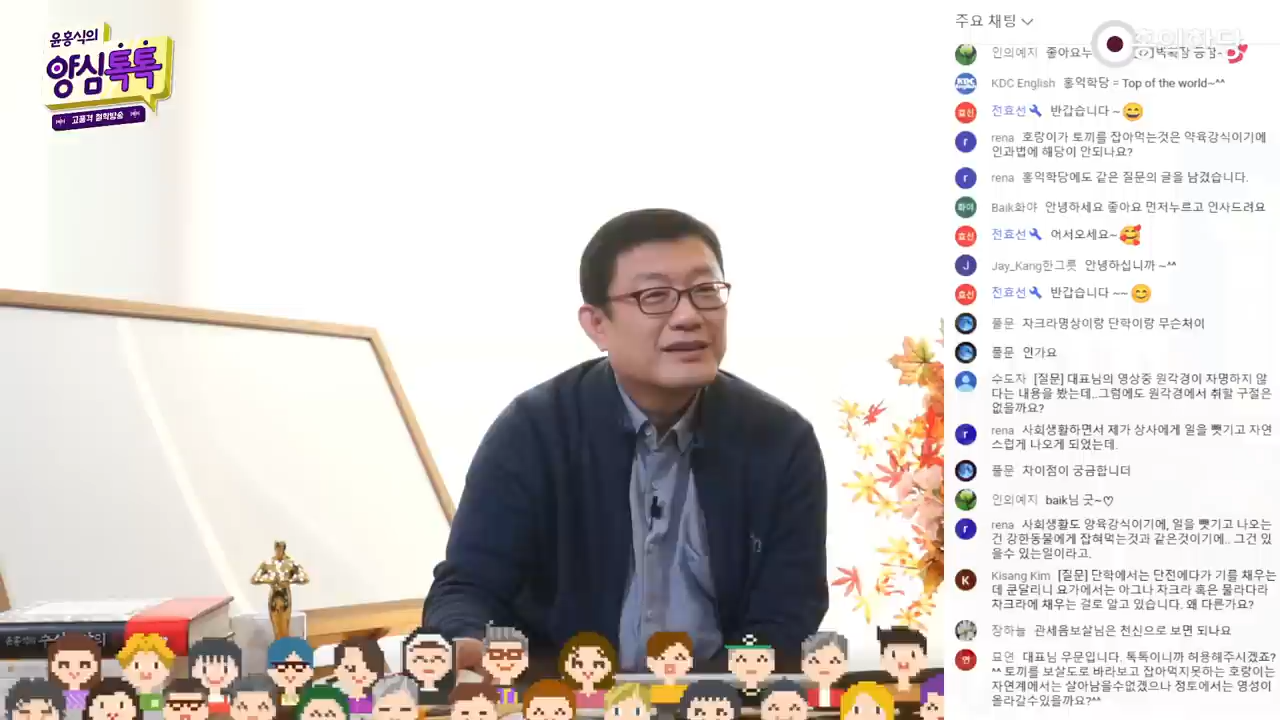 윤홍식의
양심톡톡
고품격 철학방송
윤홍식의
주요 채팅
인의예지 좋아요누
KDC English 홍익학당 = Top of the world~^^
전효선 반갑습니다 ~
rena 호랑이가 토끼를 잡아먹는것은 약육강식이기에
인과법에 해당이 안되나요?
rena 홍익학당에도 같은 질문의 글을 남겼습니다.
Baik화야 안녕하세요 좋아요 먼저누르고 인사드려요
전효선 어서오세요~
Jay_Kang한그릇 안녕하십니까 ~^^
전효선 반갑습니다 ~~
풀문 자크라명상이랑 단학이랑 무슨처이
풀문 인가요
수도자 [질문] 대표님의 영상중 원각경이 자명하지 않
다는 내용을 봤는데..그럼에도 원각경에서 취할 구절은
없을까요?
rena 사회생활하면서 제가 상사에게 일을 뺏기고 자연
스럽게 나오게 되었는데.
풀문 차이점이 궁금합니더
인의예지 baik님 굿~♡
rena 사회생활도 양육강식이기에, 일을 뺏기고 나오는
건 강한동물에게 잡혀먹는것과 같은것이기에.. 그건 있
을수 있는일이라고.
Kisang Kim [질문] 단학에서는 단전에다가 기를 채우는
데 쿤달리니 요가에서는 아그나 자크라 혹은 물라다라
차크라에 채우는 걸로 알고 있습니다. 왜 다른가요?
장하늘 관세음보살님은 천신으로 보면 되나요
묘연 대표님 우문입니다. 톡톡이니까 허용해주시겠죠?
^^ 토끼를 보살도로 바라보고 잡아먹지못하는 호랑이는
자연계에서는 살아남을수없겠으나 정토에서는 영성이
올라갈수있을까요?^^